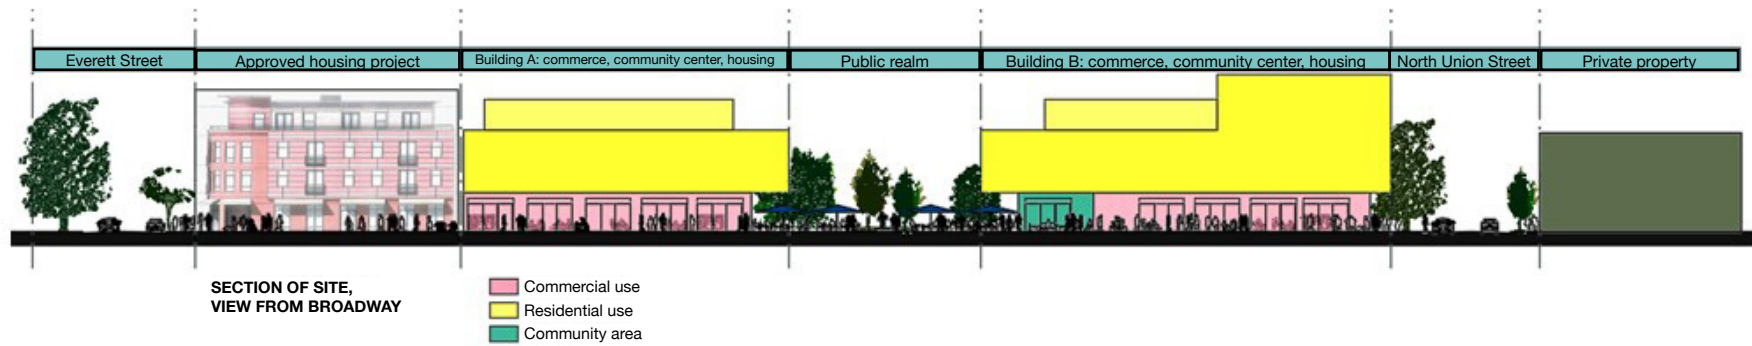 Everett Street
Approved housing project
Building A: commerce, community center, housing
Public realm
Building B: commerce, community center, housing
North Union Street
Private property
SECTION OF SITE,
VIEW FROM BROADWAY
Commercial use
Residential use
Community area